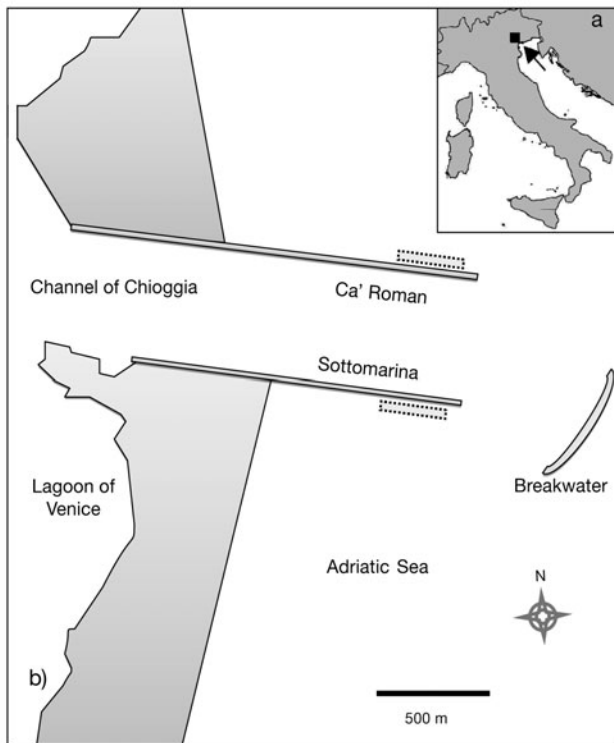 a
Channel of Chioggia
Ca' Roman
Sottomarina
Lagoon of
Venice
Breakwater
Adriatic Sea
N
b)
500 m